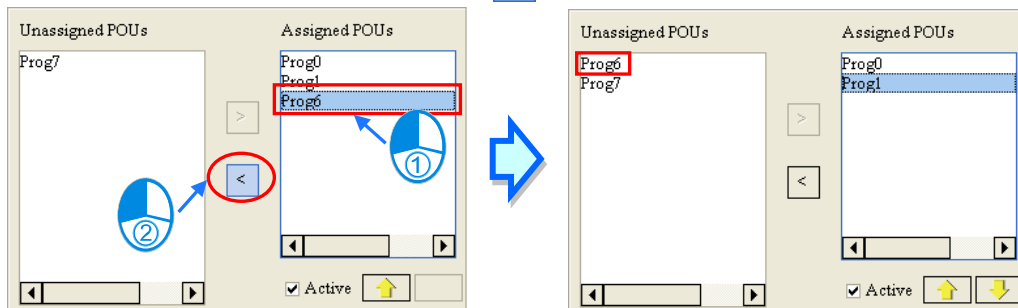 Unassigned POUs
Prog7
Assigned POUs
Prog0
Prog1
Prog6
>
<
①
②
Active
Unassigned POUs
Prog6
Prog7
Assigned POUs
Prog0
Prog1
>
<
Active